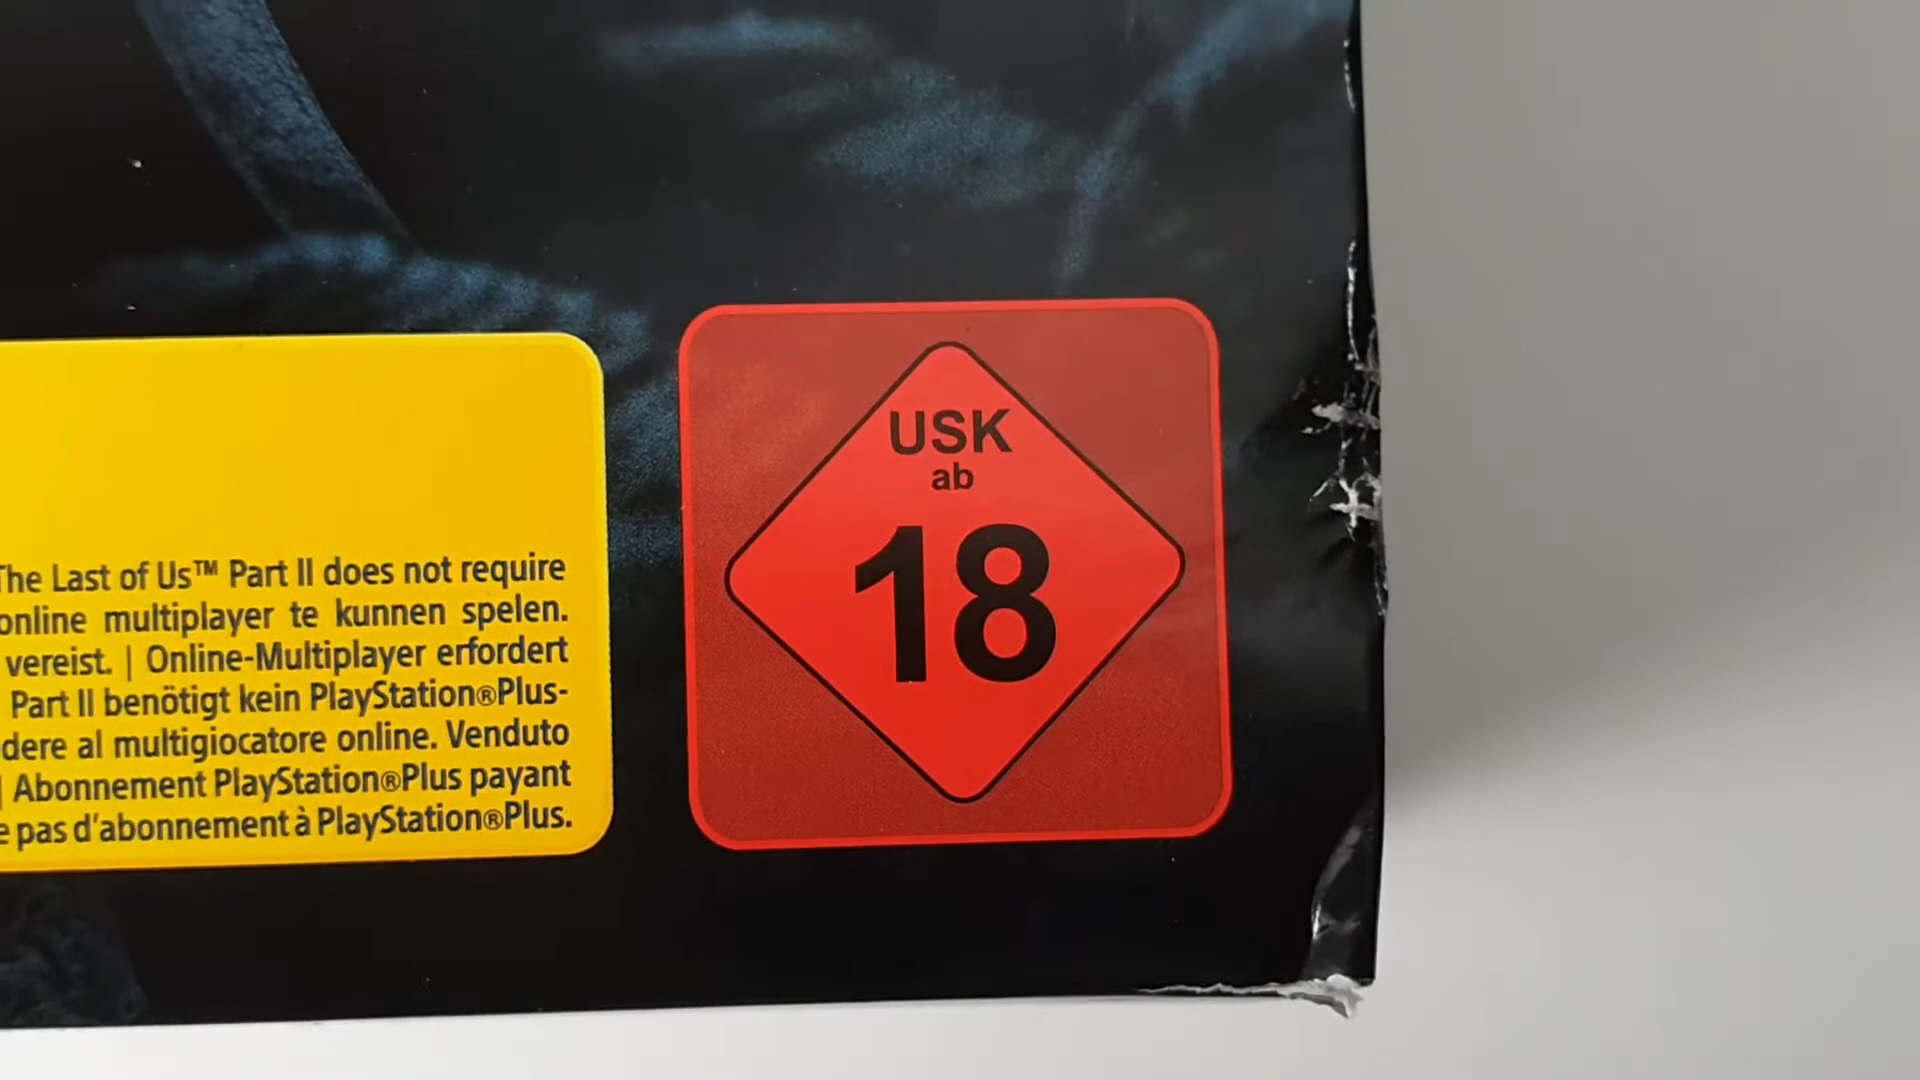 The Last of Us™ Part II does not require
online multiplayer te kunnen spelen.
vereist. | Online-Multiplayer erfordert
Part II benötigt kein PlayStation®Plus-
dere al multigiocatore online. Venduto
| Abonnement PlayStation®Plus payant
e pas d'abonnement à PlayStation®Plus.
USK
ab
18